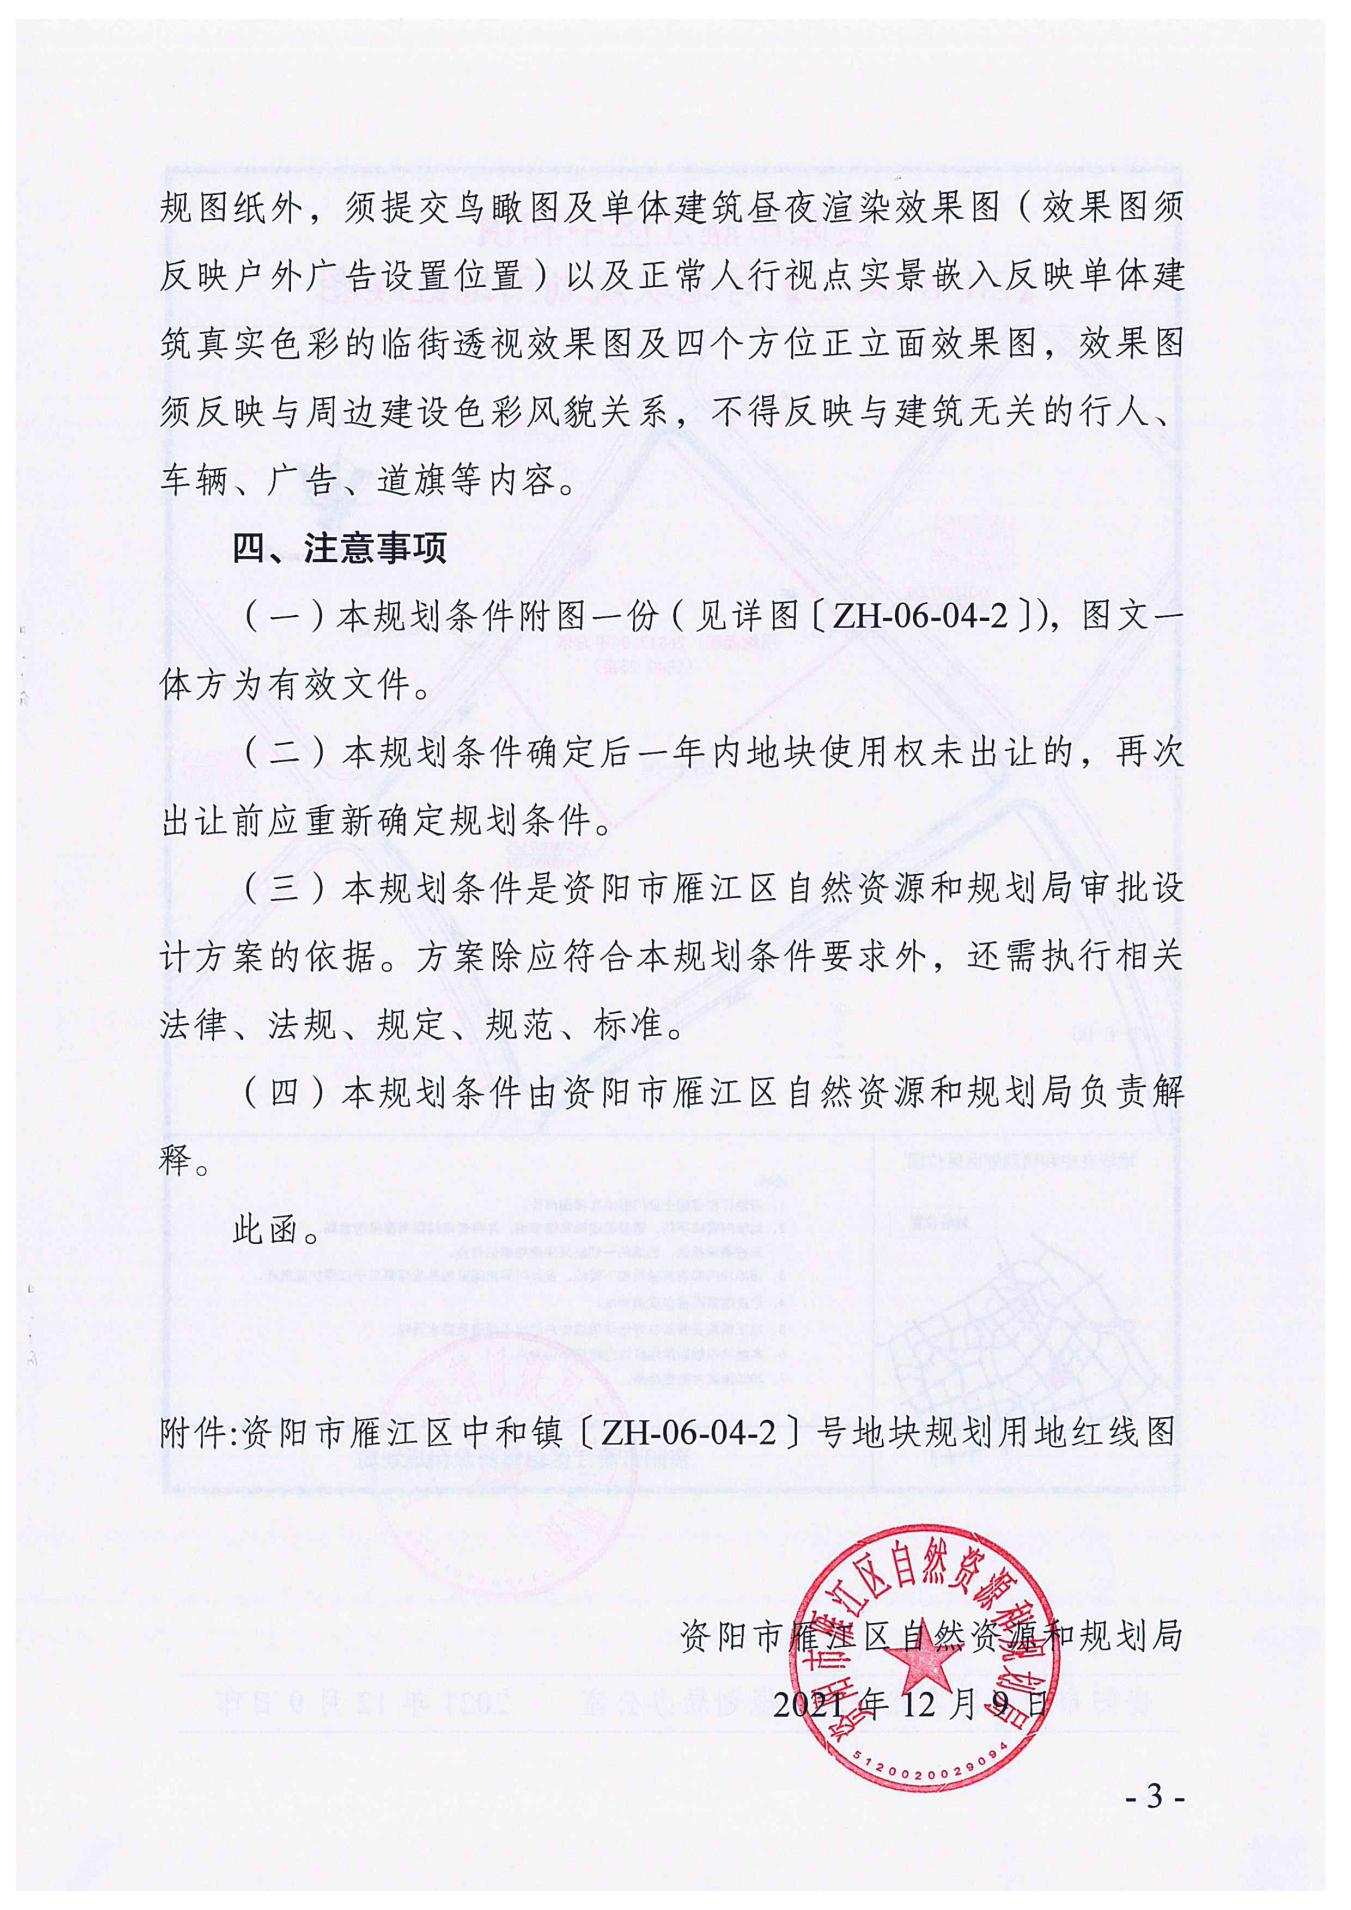 规图纸外，须提交鸟瞰图及单体建筑昼夜渲染效果图（效果图须
反映户外广告设置位置）以及正常人行视点实景嵌入反映单体建
筑真实色彩的临街透视效果图及四个方位正立面效果图，效果图
须反映与周边建设色彩风貌关系，不得反映与建筑无关的行人、
车辆、广告、道旗等内容。
四、注意事项
（一）本规划条件附图一份（见详图〔ZH-06-04-2〕），图文一
体方为有效文件。
（二）本规划条件确定后一年内地块使用权未出让的，再次
出让前应重新确定规划条件。
（三）本规划条件是资阳市雁江区自然资源和规划局审批设
计方案的依据。方案除应符合本规划条件要求外，还需执行相关
法律、法规、规定、规范、标准。
（四）本规划条件由资阳市雁江区自然资源和规划局负责解
释。
此函。
附件:资阳市雁江区中和镇〔ZH-06-04-2〕号地块规划用地红线图
资阳市雁江区自然资源和规划局
资阳市雁江区自然资源和规划局
2021 年 12 月 9 日
5120020029094
- 3 -